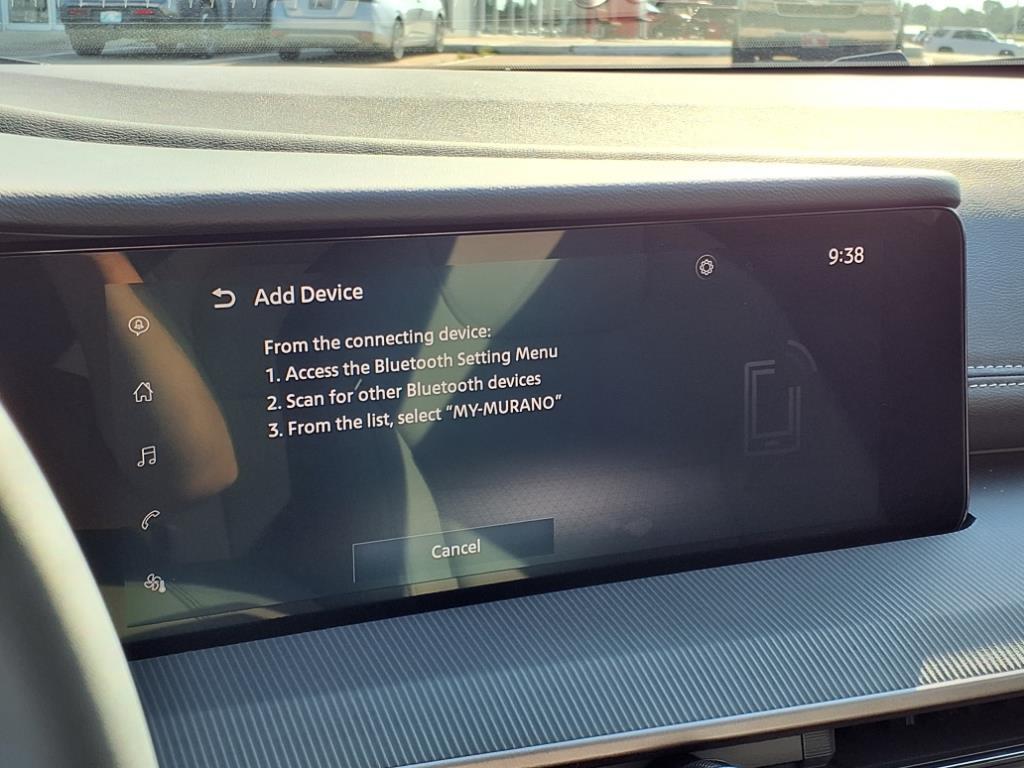 9:38
Add Device
From the connecting device:
1. Access the Bluetooth Setting Menu
2. Scan for other Bluetooth devices
3. From the list, select "MY-MURANO"
Cancel